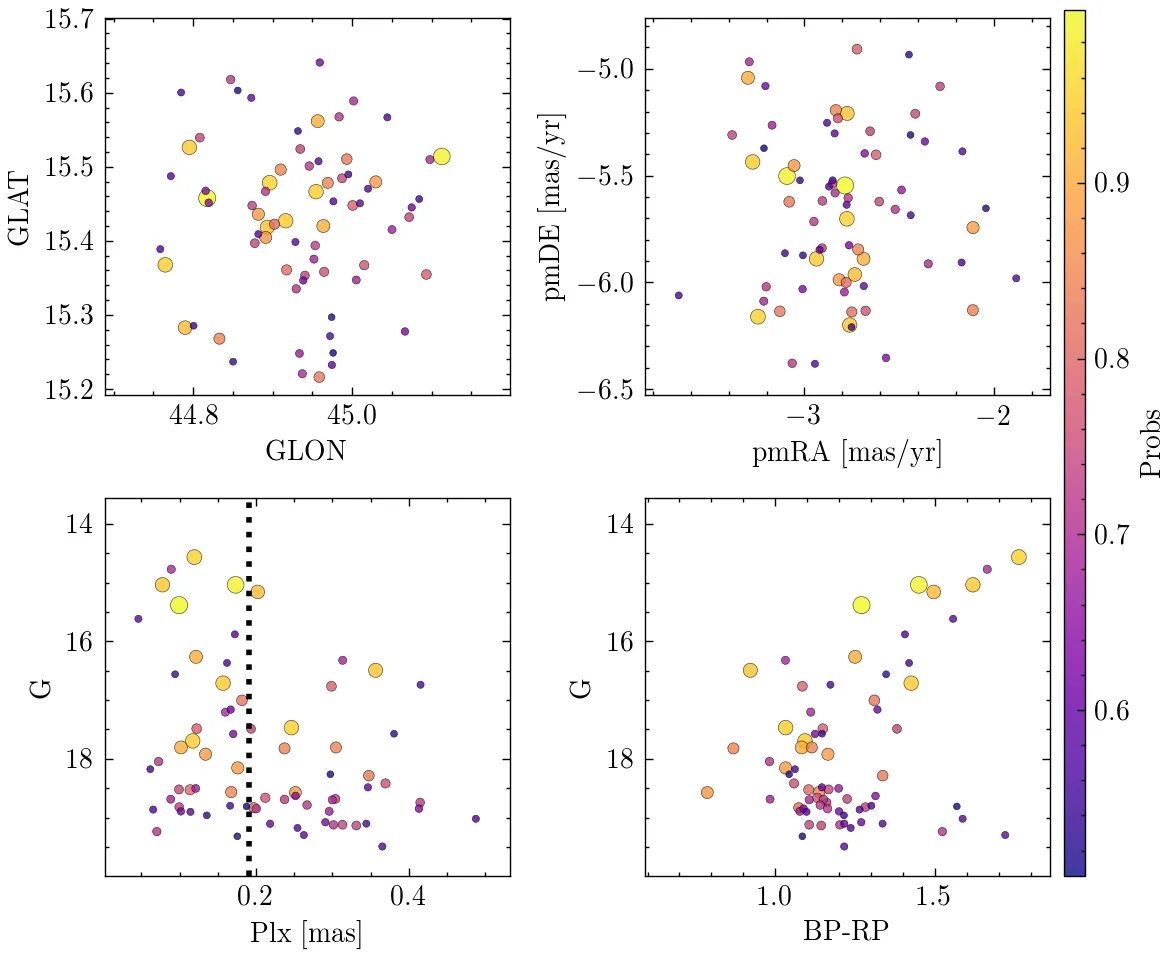 15.7
15.6
15.5
15.4
15.3
15.2
GLAT
44.8 45.0
GLON
−5.0
−5.5
−6.0
−6.5
pmDE [mas/yr]
−3 −2
pmRA [mas/yr]
14
16
18
G
0.2 0.4
Plx [mas]
14
16
18
G
1.0 1.5
BP-RP
0.9
0.8
0.7
0.6
Probs